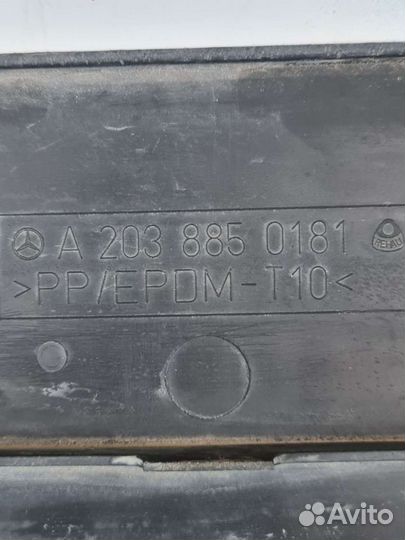 A 203 885 0181 REHAU
>PP/EPDM-T10<
Avito